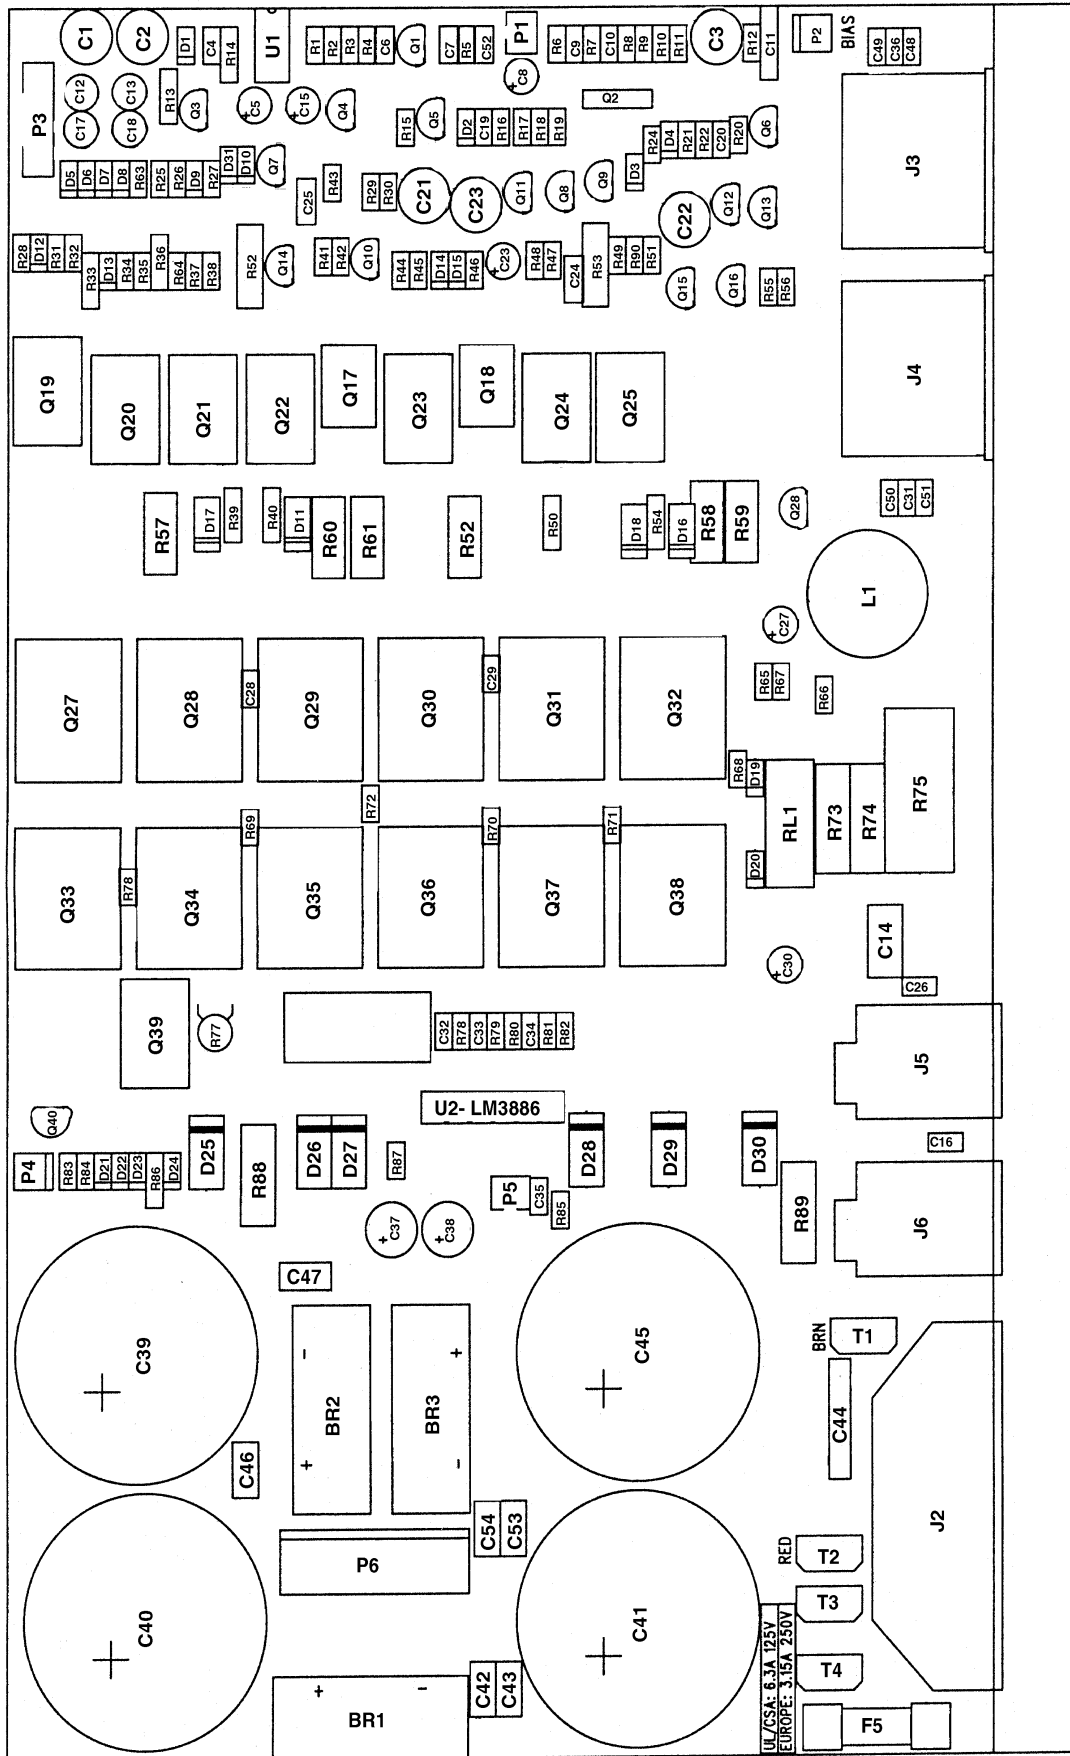 C1
C2
D1
C4
R14
U1
R1
R2
R3
R4
C6
Q1
C7
R5
C52
P1
R6
C9
R7
C10
R8
R9
R10
R11
C3
R12
C11
P2
BIAS
C49
C36
C48
P3
C12
C13
C17
C18
R13
Q3
+
C5
+
C15
Q4
+
C8
Q2
R15
Q5
D2
C19
R16
R17
R18
R19
R24
D4
R21
R22
C20
R20
Q6
J3
D5
D6
D7
D8
R63
R25
R26
D9
R27
D31
D10
Q7
C25
R43
R29
R30
C21
C23
Q11
Q8
Q9
D3
C22
Q12
Q13
R28
D12
R31
R32
R33
D13
R34
R35
R36
R64
R37
R38
R52
Q14
R41
R42
Q10
R44
R45
D14
D15
R46
+
C23
R48
R47
C24
R53
R49
R90
R51
Q15
Q16
R55
R56
J4
Q19
Q20
Q21
Q22
Q17
Q23
Q18
Q24
Q25
R57
D17
R39
R40
D11
R60
R61
R52
R50
D18
R54
D16
R58
R59
Q28
C50
C31
C51
L1
+
C27
Q27
Q28
C28
Q29
Q30
C29
Q31
Q32
R65
R67
R66
R68
D19
RL1
R73
R74
R75
D20
R72
R69
R70
R71
Q33
R78
Q34
Q35
Q36
Q37
Q38
+
C30
C14
C26
Q39
R77
C32
R78
C33
R79
R80
C34
R81
R82
J5
Q40
U2- LM3886
C16
P4
R83
R84
D21
D22
D23
R86
D24
D25
R88
D26
D27
R87
P5
C35
R85
D28
D29
D30
R89
J6
+
C37
+
C38
C47
C39
+
BR2
-
+
BR3
+
-
C45
+
BRN
T1
C44
C46
C54
C53
P6
J2
RED
T2
T3
T4
C40
+
C41
+
C42
C43
BR1
+
-
UL/CSA: 6.3A 125V
EUROPE: 3.15A 250V
F5